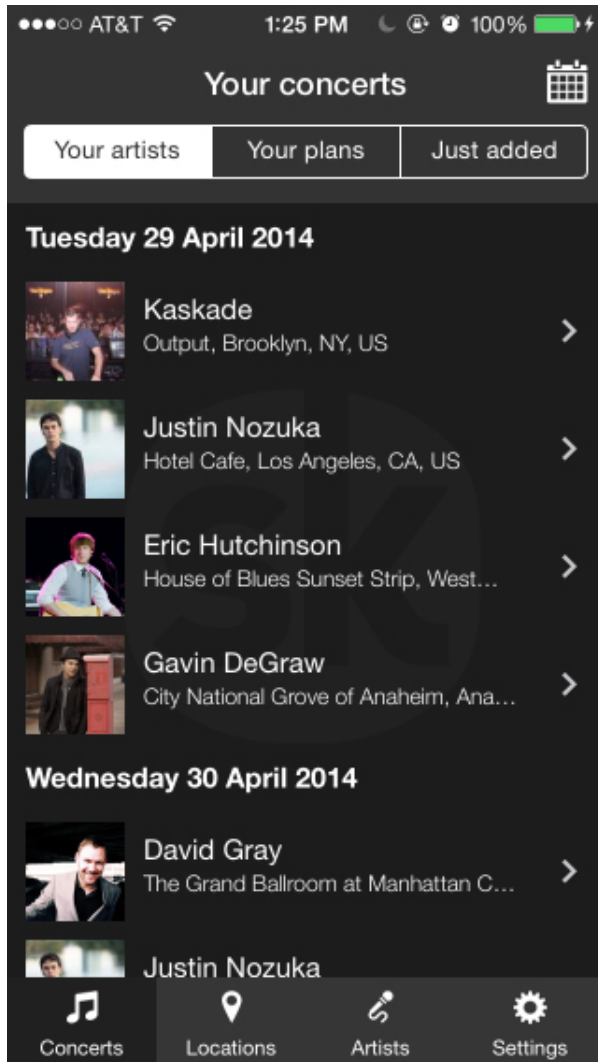 AT&T 1:25 PM 100%
Your concerts
Your artists Your plans Just added
Tuesday 29 April 2014
Kaskade
Output, Brooklyn, NY, US
Justin Nozuka
Hotel Cafe, Los Angeles, CA, US
Eric Hutchinson
House of Blues Sunset Strip, West...
Gavin DeGraw
City National Grove of Anaheim, Ana...
sk
Wednesday 30 April 2014
David Gray
The Grand Ballroom at Manhattan C...
Justin Nozuka
Concerts Locations Artists Settings